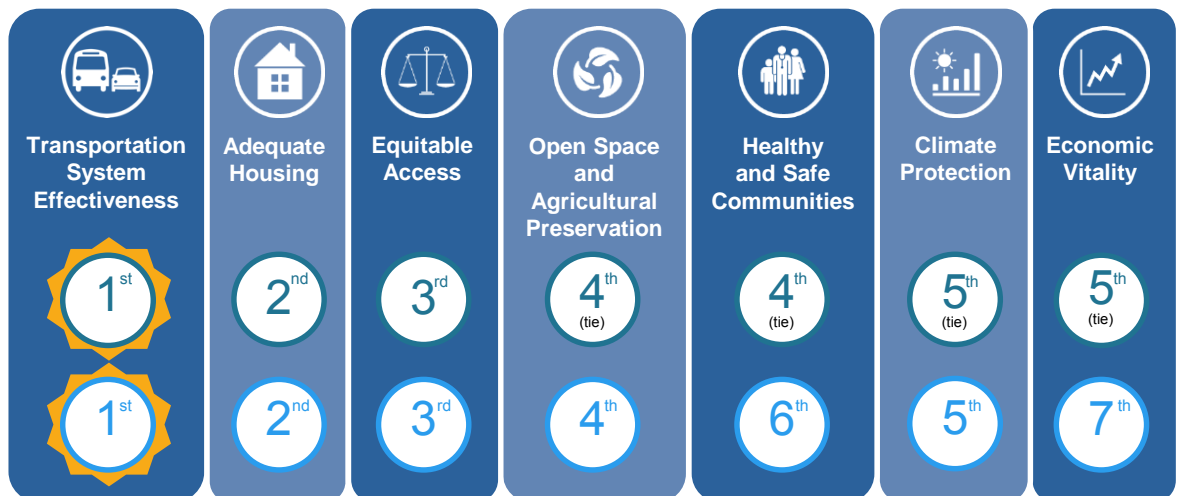 Transportation
System
Effectiveness
Adequate
Housing
Equitable
Access
Open Space
and
Agricultural
Preservation
Healthy
and Safe
Communities
Climate
Protection
Economic
Vitality
1st
2nd
3rd
4th
(tie)
4th
(tie)
5th
(tie)
5th
(tie)
1st
2nd
3rd
4th
6th
5th
7th